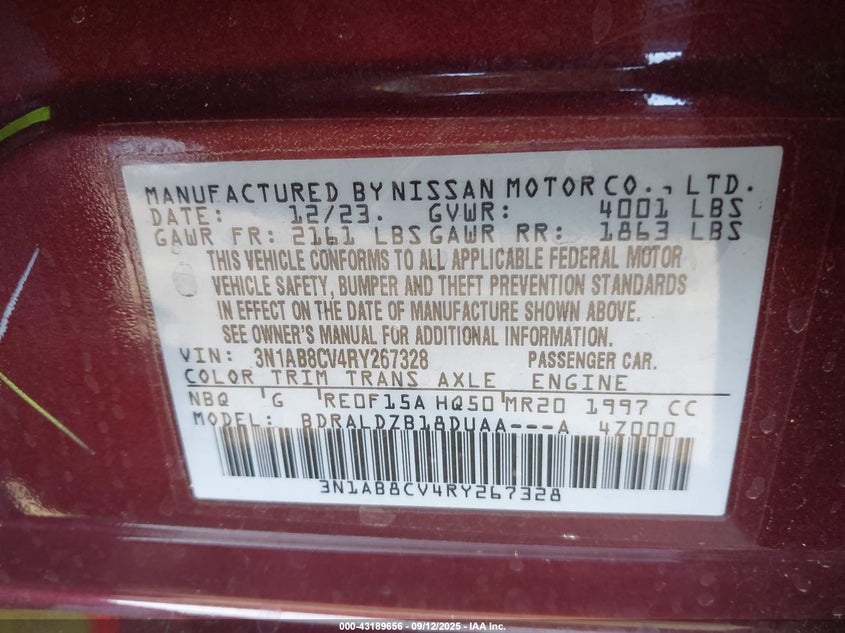 MANUFACTURED BY NISSAN MOTOR CO., LTD.
DATE: 12/23. GVWR: 4001 LBS
GAWR FR: 2161 LBS GAWR RR: 1863 LBS
THIS VEHICLE CONFORMS TO ALL APPLICABLE FEDERAL MOTOR
VEHICLE SAFETY, BUMPER AND THEFT PREVENTION STANDARDS
IN EFFECT ON THE DATE OF MANUFACTURE SHOWN ABOVE.
SEE OWNER'S MANUAL FOR ADDITIONAL INFORMATION.
VIN: 3N1AB8CV4RY267328 PASSENGER CAR.
COLOR TRIM TRANS AXLE ENGINE
NBQ G RE0F15A HQ50 MR20 1997 CC
MODEL: BDRALDZB18DUAA---A 4Z000
3N1AB8CV4RY267328
000-43189656 - 09/12/2025 - IAA Inc.